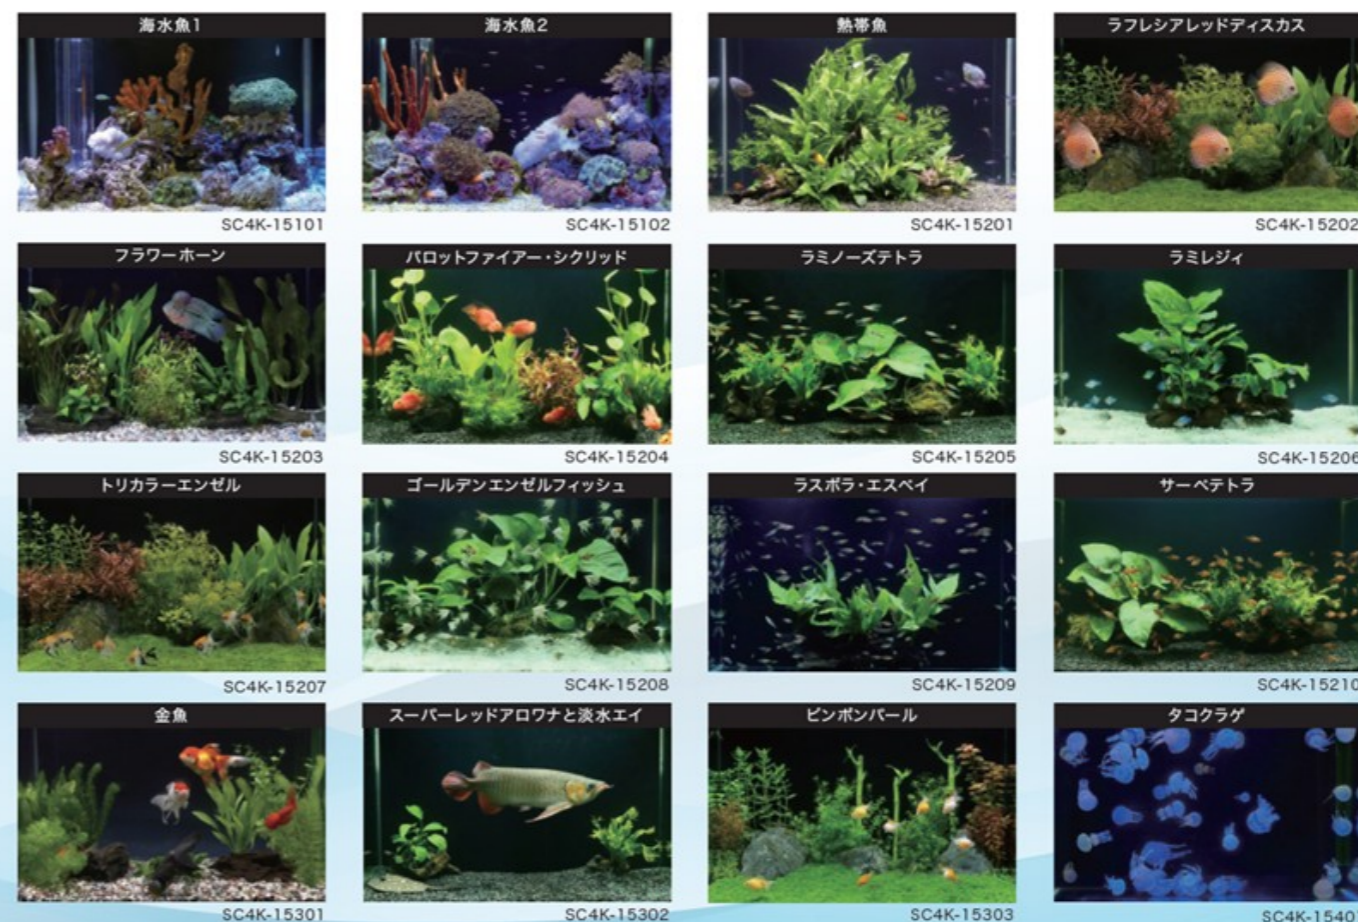 海水魚1
海水魚2
熱帯魚
ラフレシアレッドディスカス
SC4K-15101
SC4K-15102
SC4K-15201
SC4K-15202
フラワーホーン
パロットファイアー・シクリッド
ラミノーズテトラ
ラミレジィ
SC4K-15203
SC4K-15204
SC4K-15205
SC4K-15206
トリカラーエンゼル
ゴールデンエンゼルフィッシュ
ラスボラ・エスペイ
サーペテトラ
SC4K-15207
SC4K-15208
SC4K-15209
SC4K-15210
金魚
スーパーレッドアロワナと淡水エイ
ピンポンパール
タコクラゲ
SC4K-15301
SC4K-15302
SC4K-15303